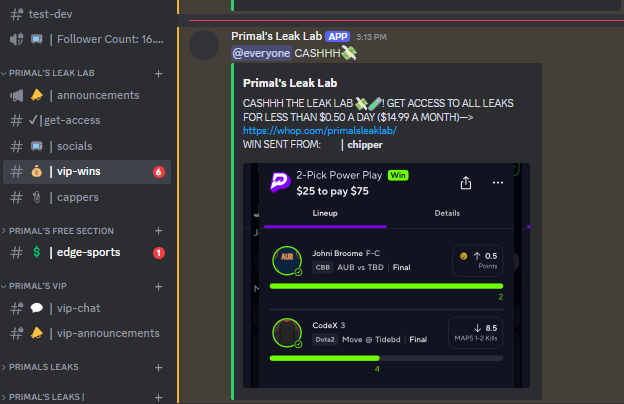 test-dev
Follower Count: 16....
PRIMAL'S LEAK LAB
announcements
✓|get-access
| socials
| vip-wins
6
| cappers
PRIMAL'S FREE SECTION
$ | edge-sports
1
PRIMAL'S VIP
| vip-chat
| vip-announcements
PRIMALS LEAKS
PRIMAL'S LEAKS |
Primal's Leak Lab APP 3:13 PM
@everyone CASHHH💸
Primal's Leak Lab
CASHHH THE LEAK LAB 💸🧪! GET ACCESS TO ALL LEAKS
FOR LESS THAN $0.50 A DAY ($14.99 A MONTH)-->
https://whop.com/primalsleaklab/
WIN SENT FROM: | chipper
2-Pick Power Play Win
$25 to pay $75
Lineup Details
Johni Broome F-C
CBB AUB vs TBD | Final
AUB
↑ 0.5
Points
2
CodeX 3
Dota2 Move @ Tidebd | Final
↓ 8.5
MAPS 1-2 Kills
4